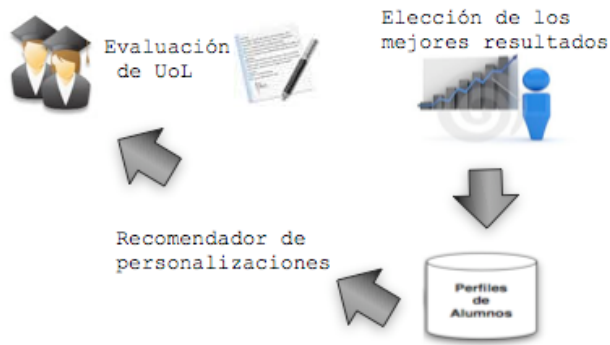 Elección de los
mejores resultados
Evaluación
de UoL
Recomendador de
personalizaciones
Perfiles
de
Alumnos